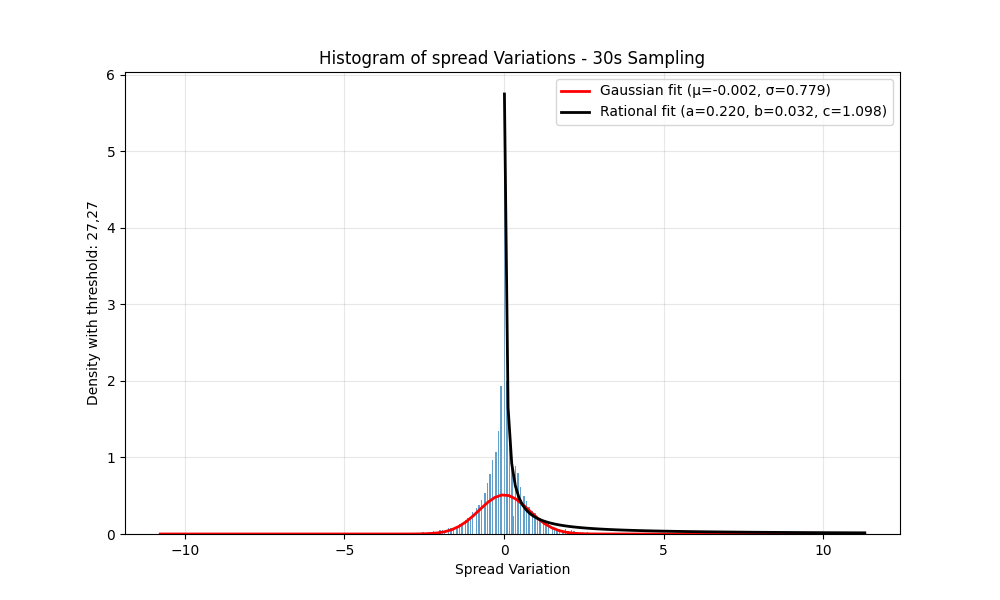 Histogram of spread Variations - 30s Sampling
Gaussian fit (μ=-0.002, σ=0.779)
Rational fit (a=0.220, b=0.032, c=1.098)
Density with threshold: 27,27
6
5
4
3
2
1
0
−10
−5
0
5
10
Spread Variation